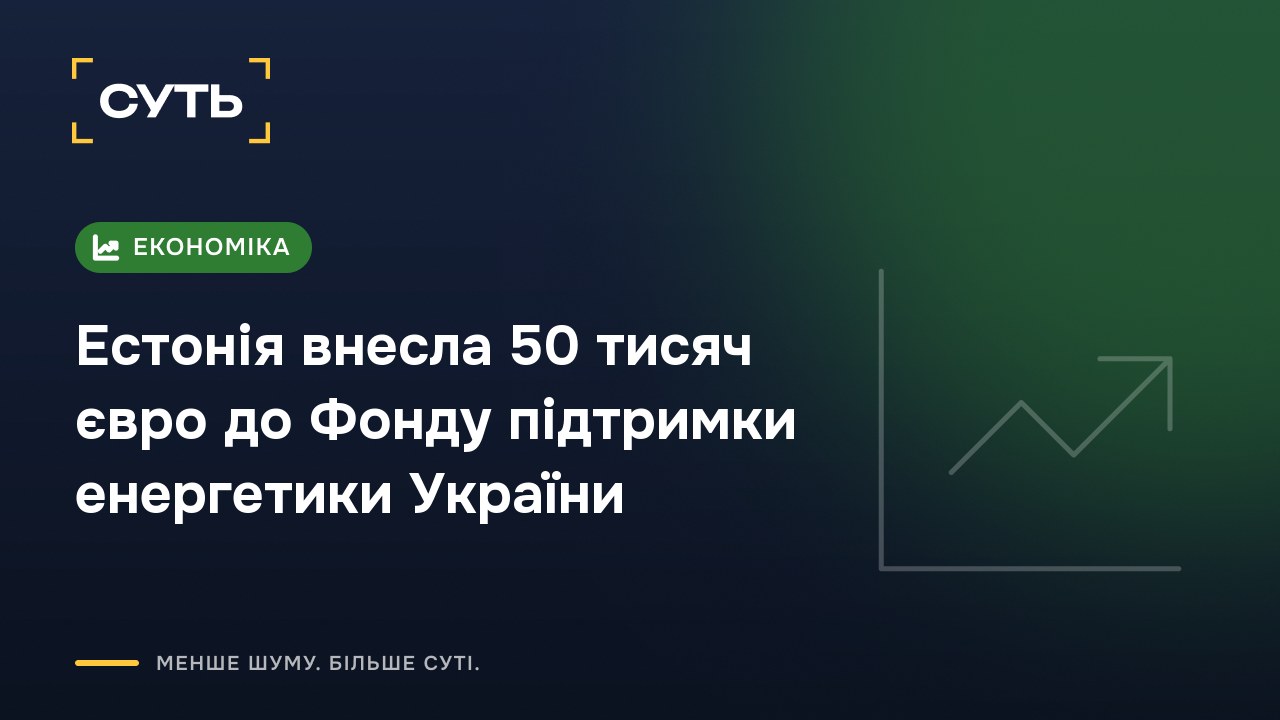 СУТЬ
ЕКОНОМІКА
Естонія внесла 50 тисяч
євро до Фонду підтримки
енергетики України
МЕНШЕ ШУМУ. БІЛЬШЕ СУТІ.